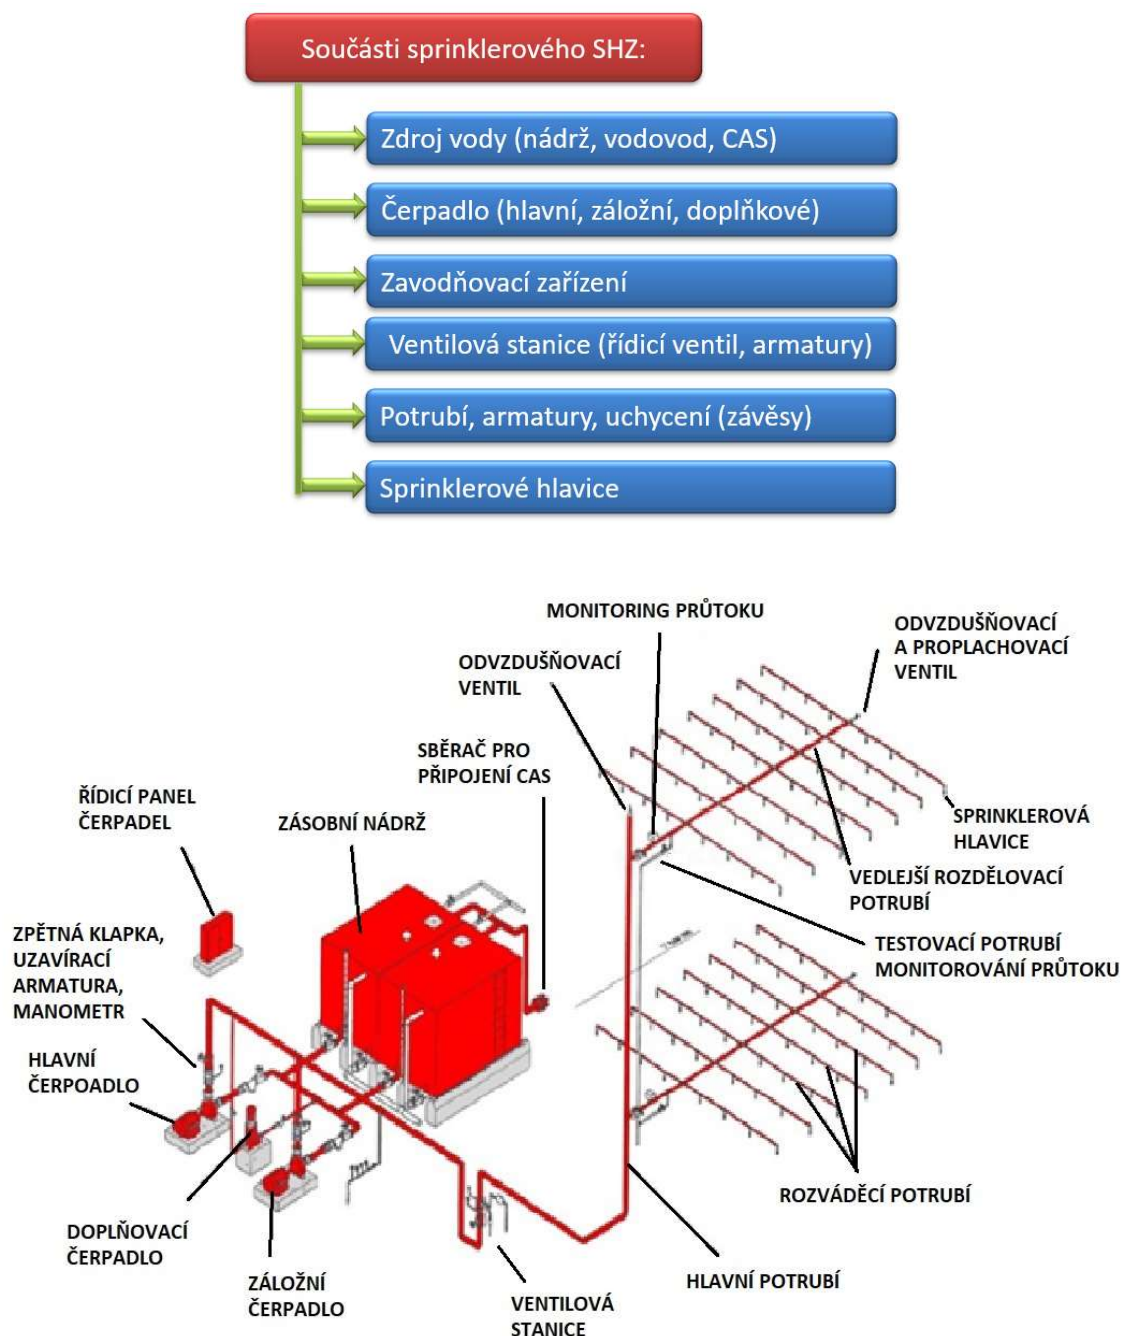 Součásti sprinklerového SHZ:
Zdroj vody (nádrž, vodovod, CAS)
Čerpadlo (hlavní, záložní, doplňkové)
Zavodňovací zařízení
Ventilová stanice (řídicí ventil, armatury)
Potrubí, armatury, uchycení (závěsy)
Sprinklerové hlavice
MONITORING PRŮTOKU
ODVZDUŠŇOVACÍ
A PROPLACHOVACÍ
VENTIL
ODVZDUŠŇOVACÍ
VENTIL
SBĚRAČ PRO
PŘIPOJENÍ CAS
ŘÍDICÍ PANEL
ČERPADEL
ZÁSOBNÍ NÁDRŽ
SPRINKLEROVÁ
HLAVICE
VEDLEJŠÍ ROZDĚLOVACÍ
POTRUBÍ
ZPĚTNÁ KLAPKA,
UZAVÍRACÍ
ARMATURA,
MANOMETR
TESTOVACÍ POTRUBÍ
MONITOROVÁNÍ PRŮTOKU
HLAVNÍ
ČERPOADLO
ROZVÁDĚCÍ POTRUBÍ
DOPLŇOVACÍ
ČERPADLO
ZÁLOŽNÍ
ČERPADLO
HLAVNÍ POTRUBÍ
VENTILOVÁ
STANICE